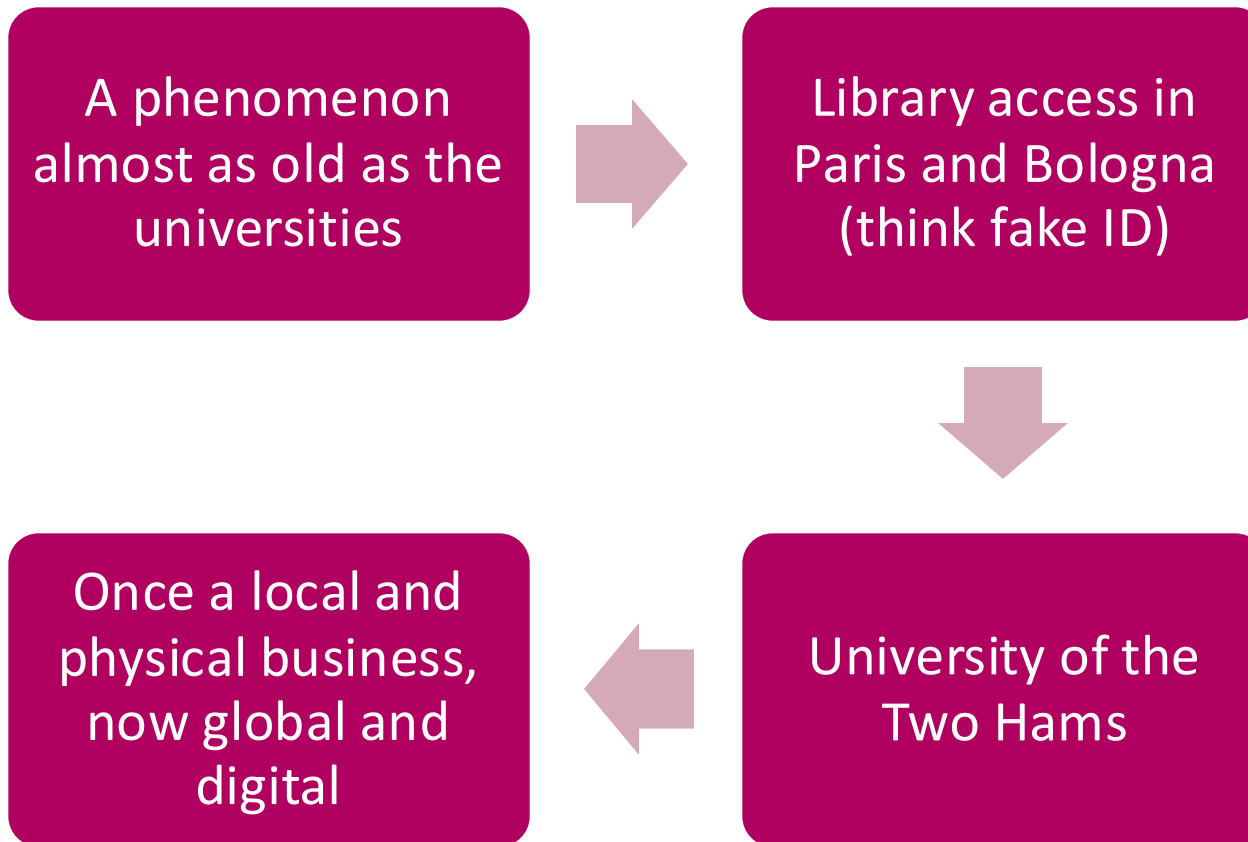 A phenomenon
almost as old as the
universities
Library access in
Paris and Bologna
(think fake ID)
University of the
Two Hams
Once a local and
physical business,
now global and
digital